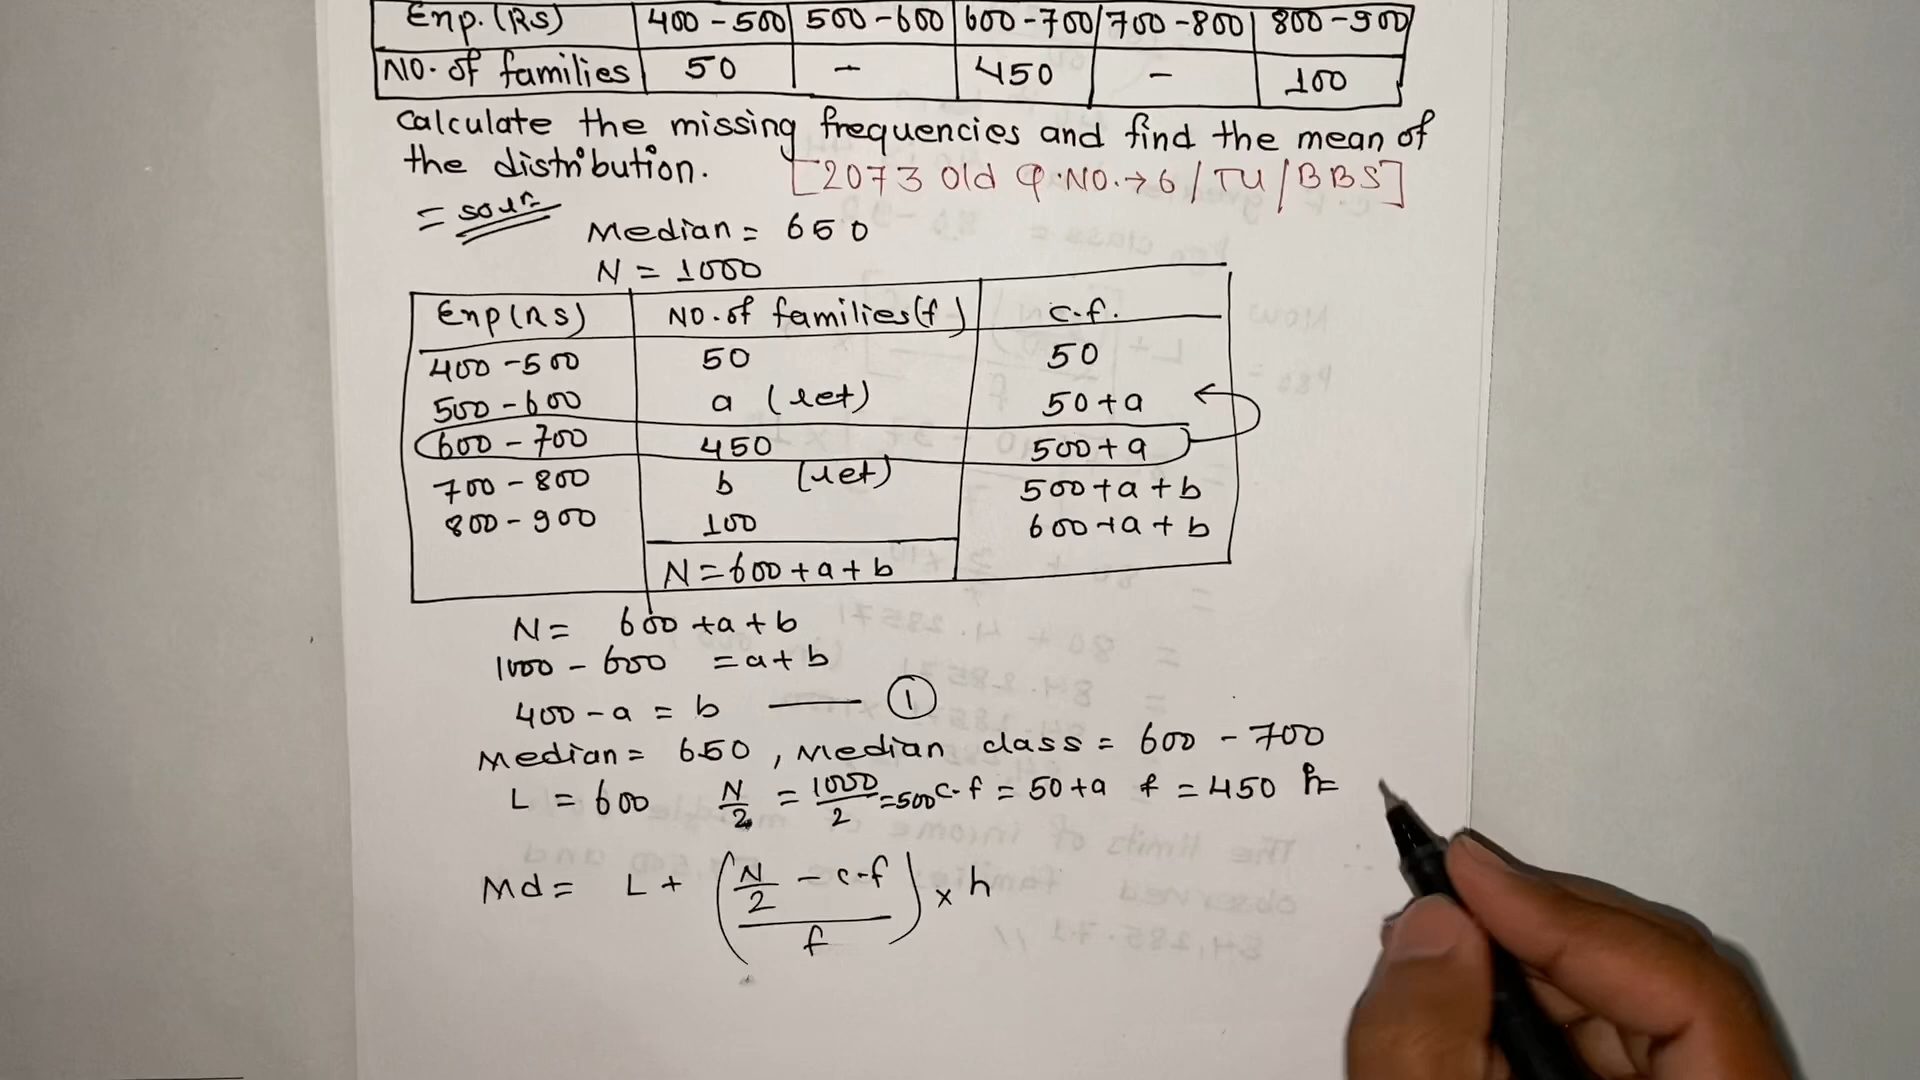 Exp. (RS) 400-500 500-600 600-700 700-800 800-900
NO. of families 50 - 450 - 100
calculate the missing frequencies and find the mean of
the distribution. [2073 Old Q.NO.→6/TU/BBS]
= soln
Median = 650
N = 1000
Exp(RS) NO. of families(f) c.f.
400-500 50 50
500-600 a (let) 50+a
600-700 450 500+a
700-800 b (let) 500+a+b
800-900 100 600+a+b
N=600+a+b
N= 600+a+b
1000-600 =a+b
400-a = b —— ①
Median = 650, Median class = 600-700
L = 600 N/2 = 1000/2 =500 c.f = 50+a f = 450 h=
Md= L + (N/2 - c.f / f) × h